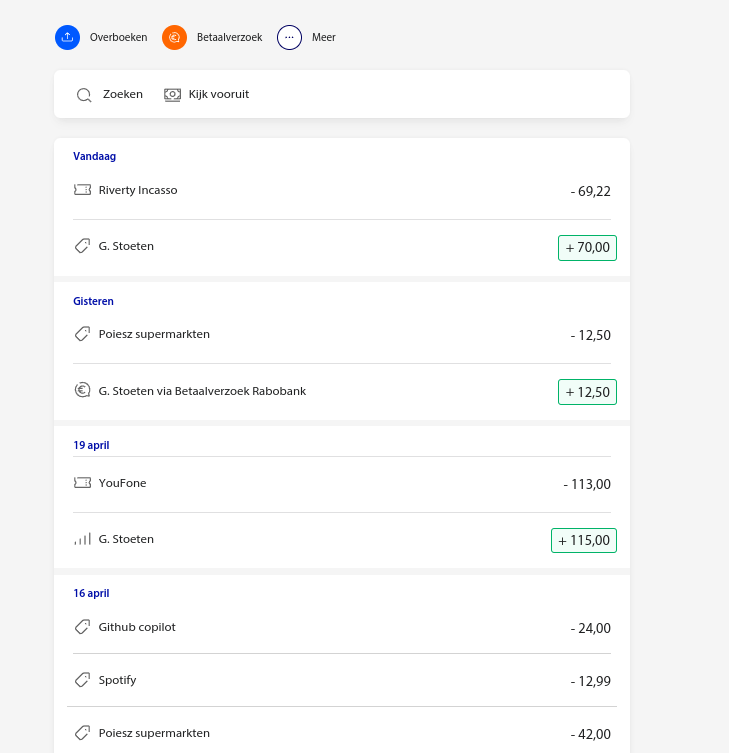 Overboeken Betaalverzoek Meer
Zoeken Kijk vooruit
Vandaag
Riverty Incasso - 69,22
G. Stoeten + 70,00
Gisteren
Poiesz supermarkten - 12,50
G. Stoeten via Betaalverzoek Rabobank + 12,50
19 april
YouFone - 113,00
G. Stoeten + 115,00
16 april
Github copilot - 24,00
Spotify - 12,99
Poiesz supermarkten - 42,00